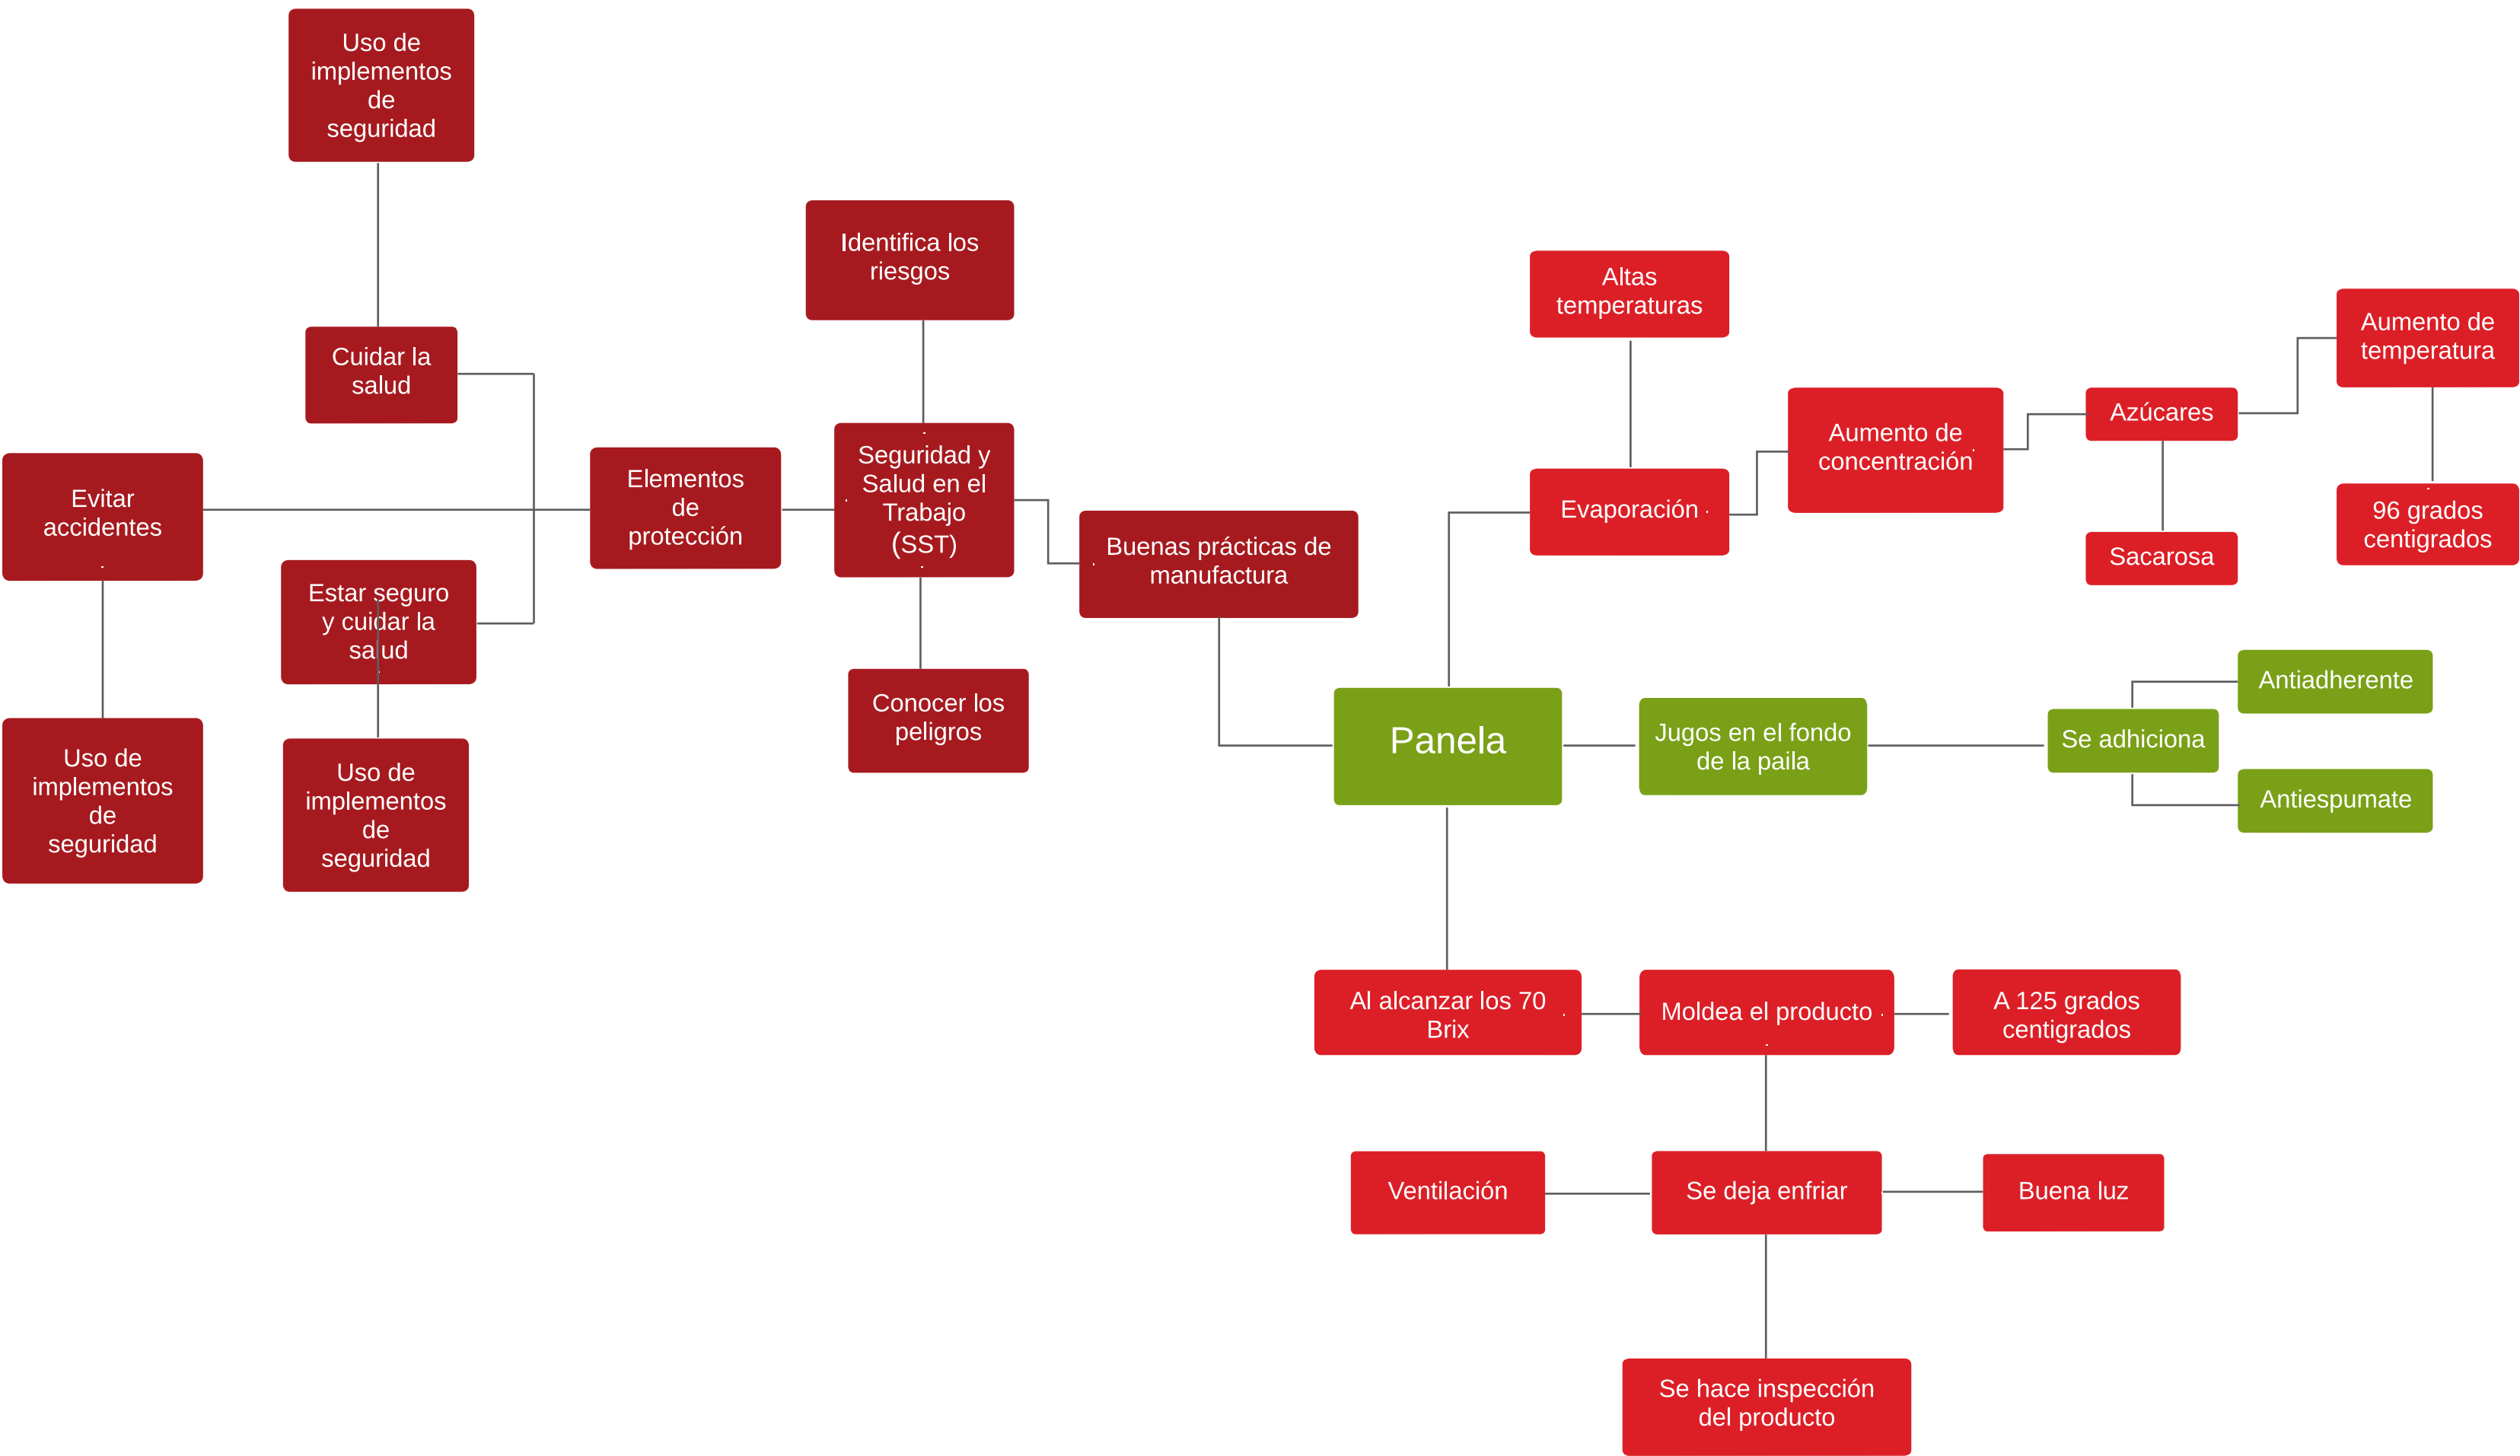 Uso de
implementos
de
seguridad
Identifica los
riesgos
Altas
temperaturas
Aumento de
temperatura
Cuidar la
salud
Azúcares
Aumento de
concentración
Seguridad y
Salud en el
Trabajo
(SST)
Elementos
de
protección
Evitar
accidentes
Evaporación
96 grados
centigrados
Buenas prácticas de
manufactura
Sacarosa
Estar seguro
y cuidar la
salud
Conocer los
peligros
Panela
Jugos en el fondo
de la paila
Se adhiciona
Antiadherente
Antiespumate
Uso de
implementos
de
seguridad
Uso de
implementos
de
seguridad
Al alcanzar los 70
Brix
Moldea el producto
A 125 grados
centigrados
Ventilación
Se deja enfriar
Buena luz
Se hace inspección
del producto